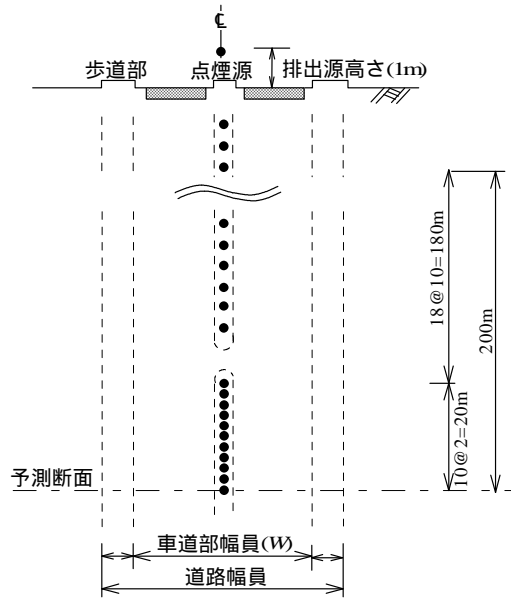 ℄
歩道部 点煙源 排出源高さ(1m)
18@10=180m
200m
10@2=20m
予測断面
車道部幅員(W)
道路幅員